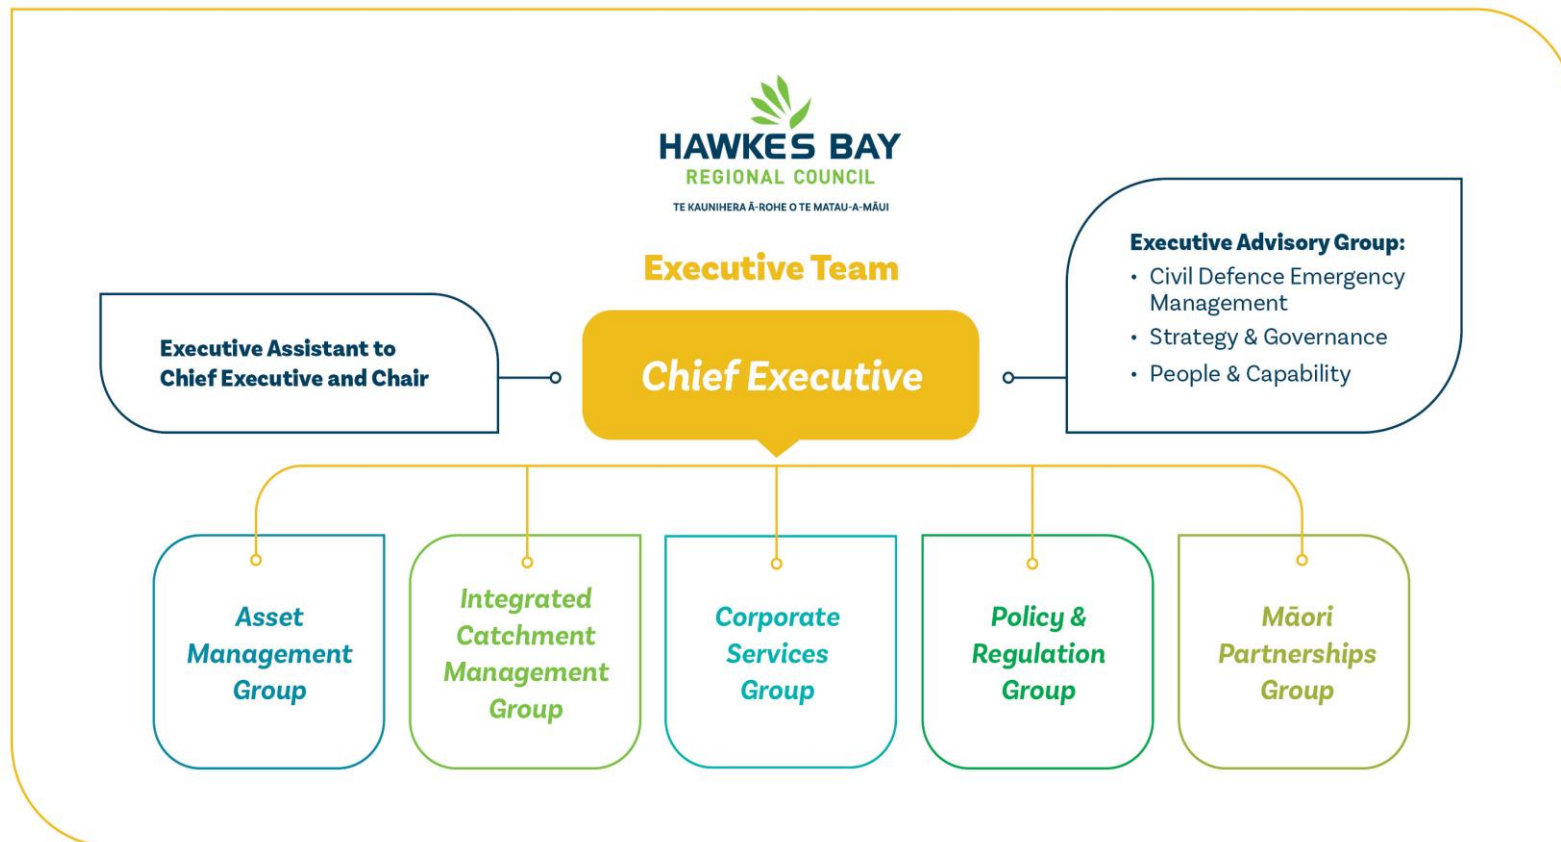 HAWKES BAY
REGIONAL COUNCIL
TE KAUNIHERA Ā-ROHE O TE MATAU-A-MĀUI
Executive Team
Executive Assistant to
Chief Executive and Chair
Chief Executive
Executive Advisory Group:
• Civil Defence Emergency
Management
• Strategy & Governance
• People & Capability
Asset
Management
Group
Integrated
Catchment
Management
Group
Corporate
Services
Group
Policy &
Regulation
Group
Māori
Partnerships
Group